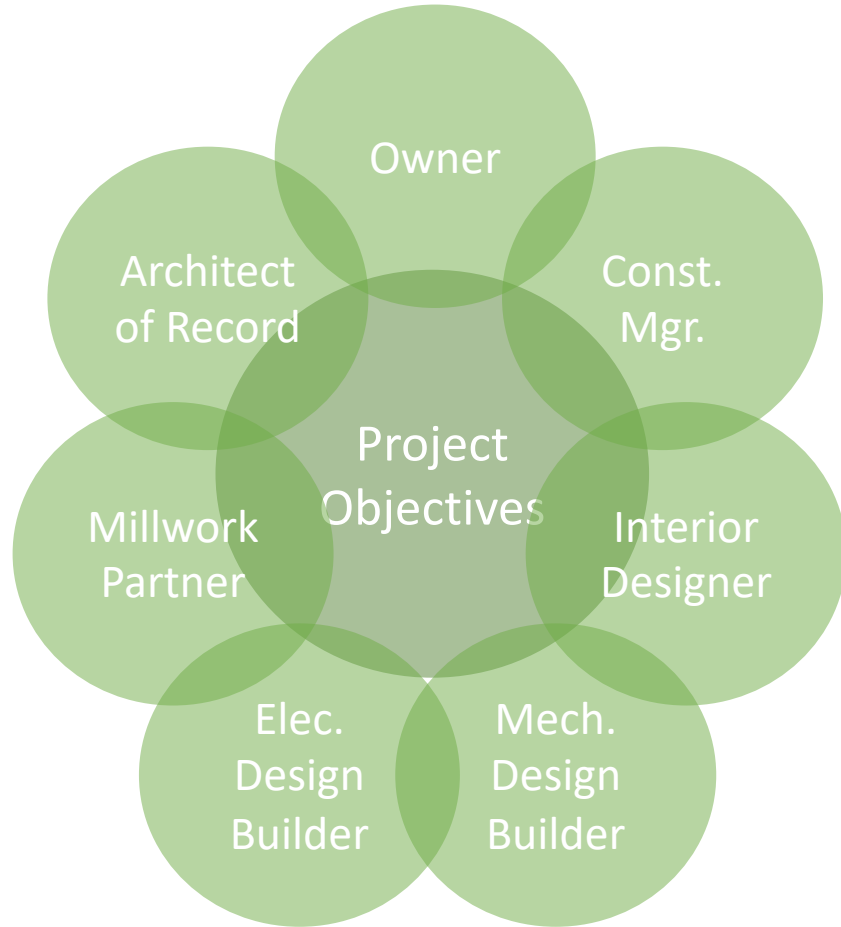 Owner
Architect
of Record
Const.
Mgr.
Project
Objectives
Millwork
Partner
Interior
Designer
Elec.
Design
Builder
Mech.
Design
Builder